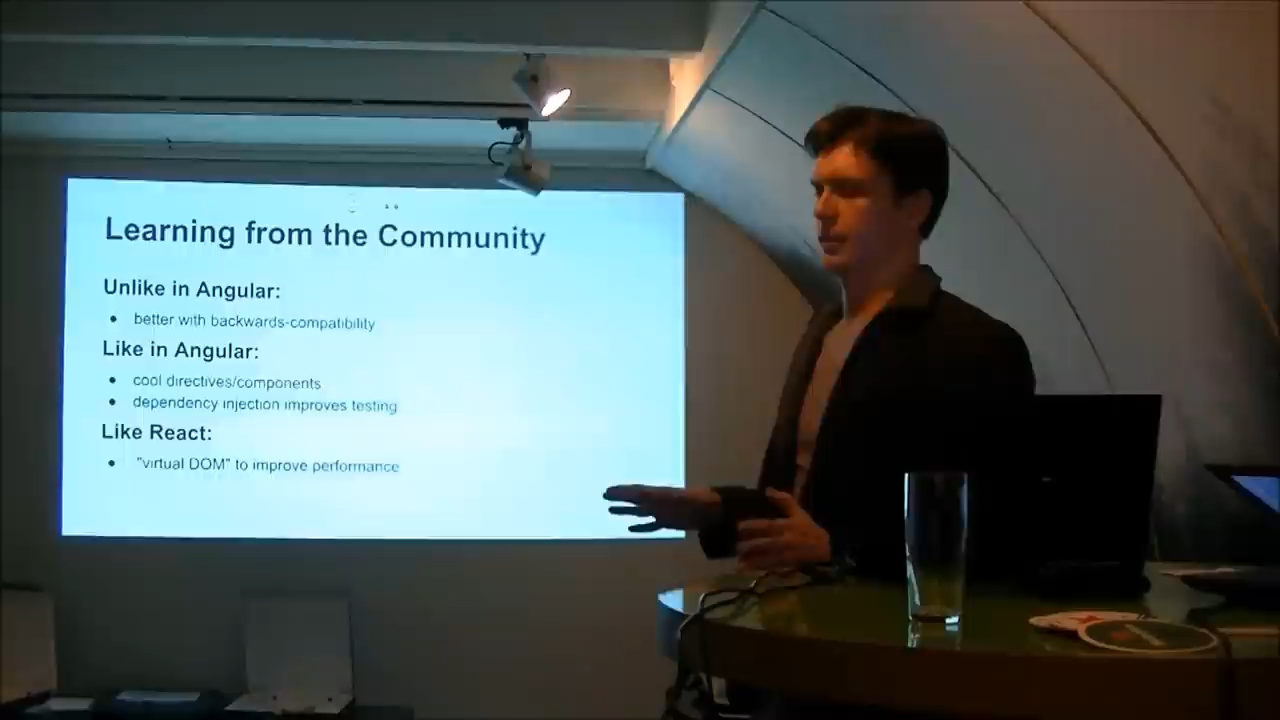 Learning from the Community
Unlike in Angular:
• better with backwards-compatibility
Like in Angular:
• cool directives/components
• dependency injection improves testing
Like React:
• "virtual DOM" to improve performance